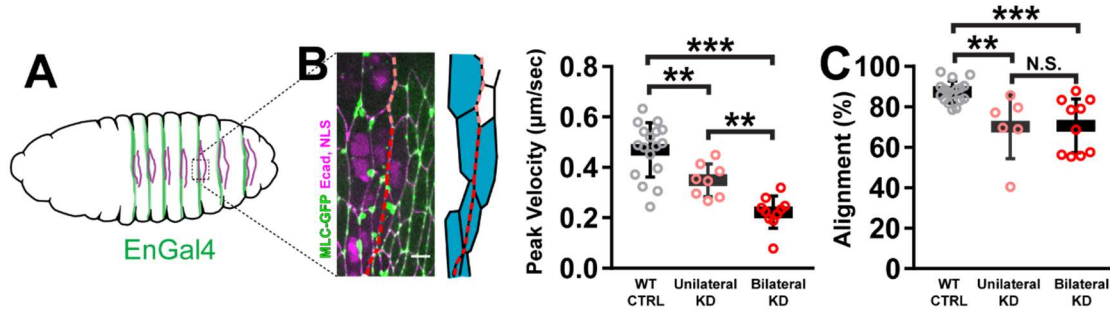 A
EnGal4
B
MLC-GFP Ecad, NLS
Peak Velocity (µm/sec)
0.8
0.6
0.4
0.2
0.0
***
**
**
WT
CTRL
Unilateral
KD
Bilateral
KD
C
Alignment (%)
100
80
60
40
20
0
***
**
N.S.
WT
CTRL
Unilateral
KD
Bilateral
KD